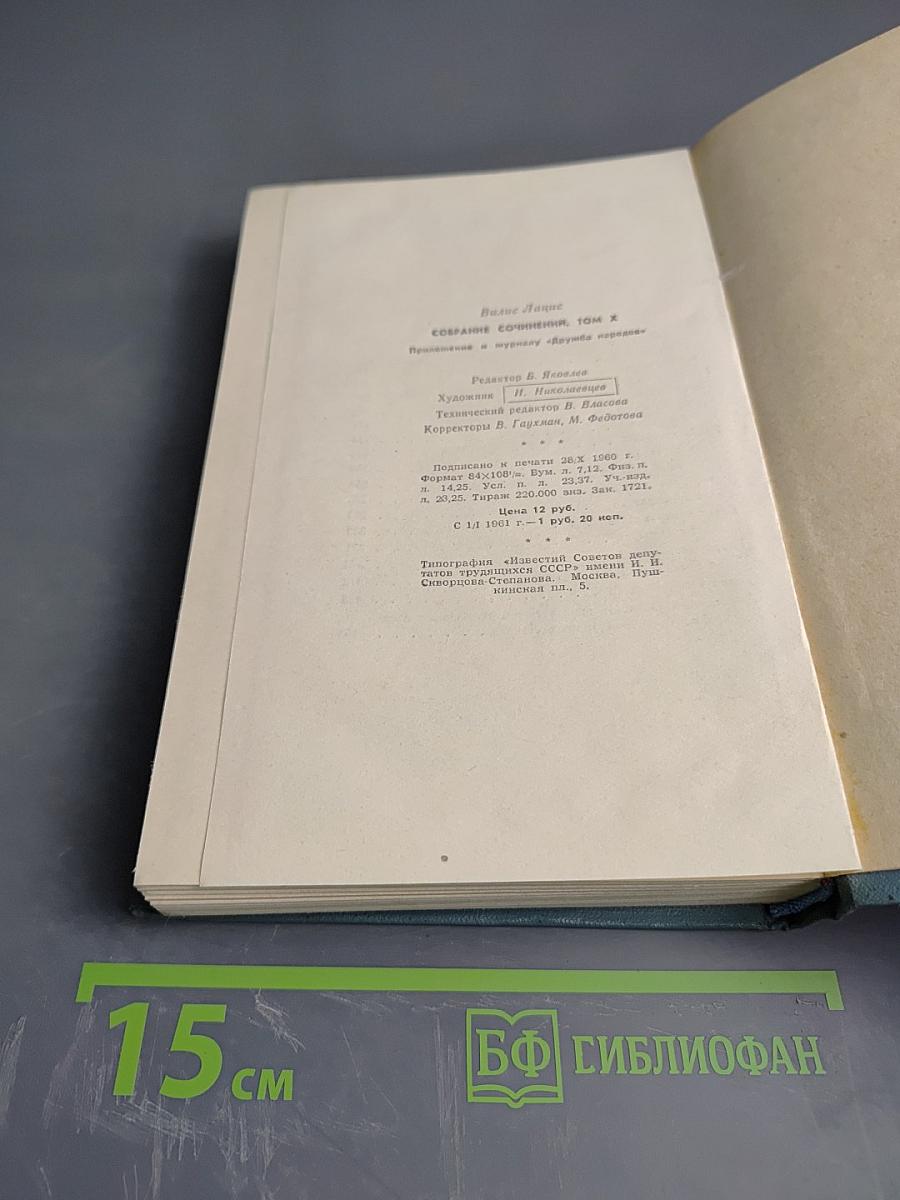 Вилис Лацис
СОБРАНИЕ СОЧИНЕНИЙ, ТОМ X
Приложение к журналу «Дружба народов»
Редактор Б. Яковлев
Художник И. Николаевцев
Технический редактор В. Власова
Корректоры В. Гаухман, М. Федотова
* * *
Подписано к печати 28/X 1960 г.
Формат 84×108¹/₃₂. Бум. л. 7,12. Физ. п.
л. 14,25. Усл. п. л. 23,37. Уч.-изд.
л. 23,25. Тираж 220.000 экз. Зак. 1721.
Цена 12 руб.
С 1/I 1961 г.—1 руб. 20 коп.
* * *
Типография «Известий Советов депу-
татов трудящихся СССР» имени И. И.
Скворцова-Степанова. Москва, Пуш-
кинская пл., 5.
15 см
БФ БИБЛИОФАН